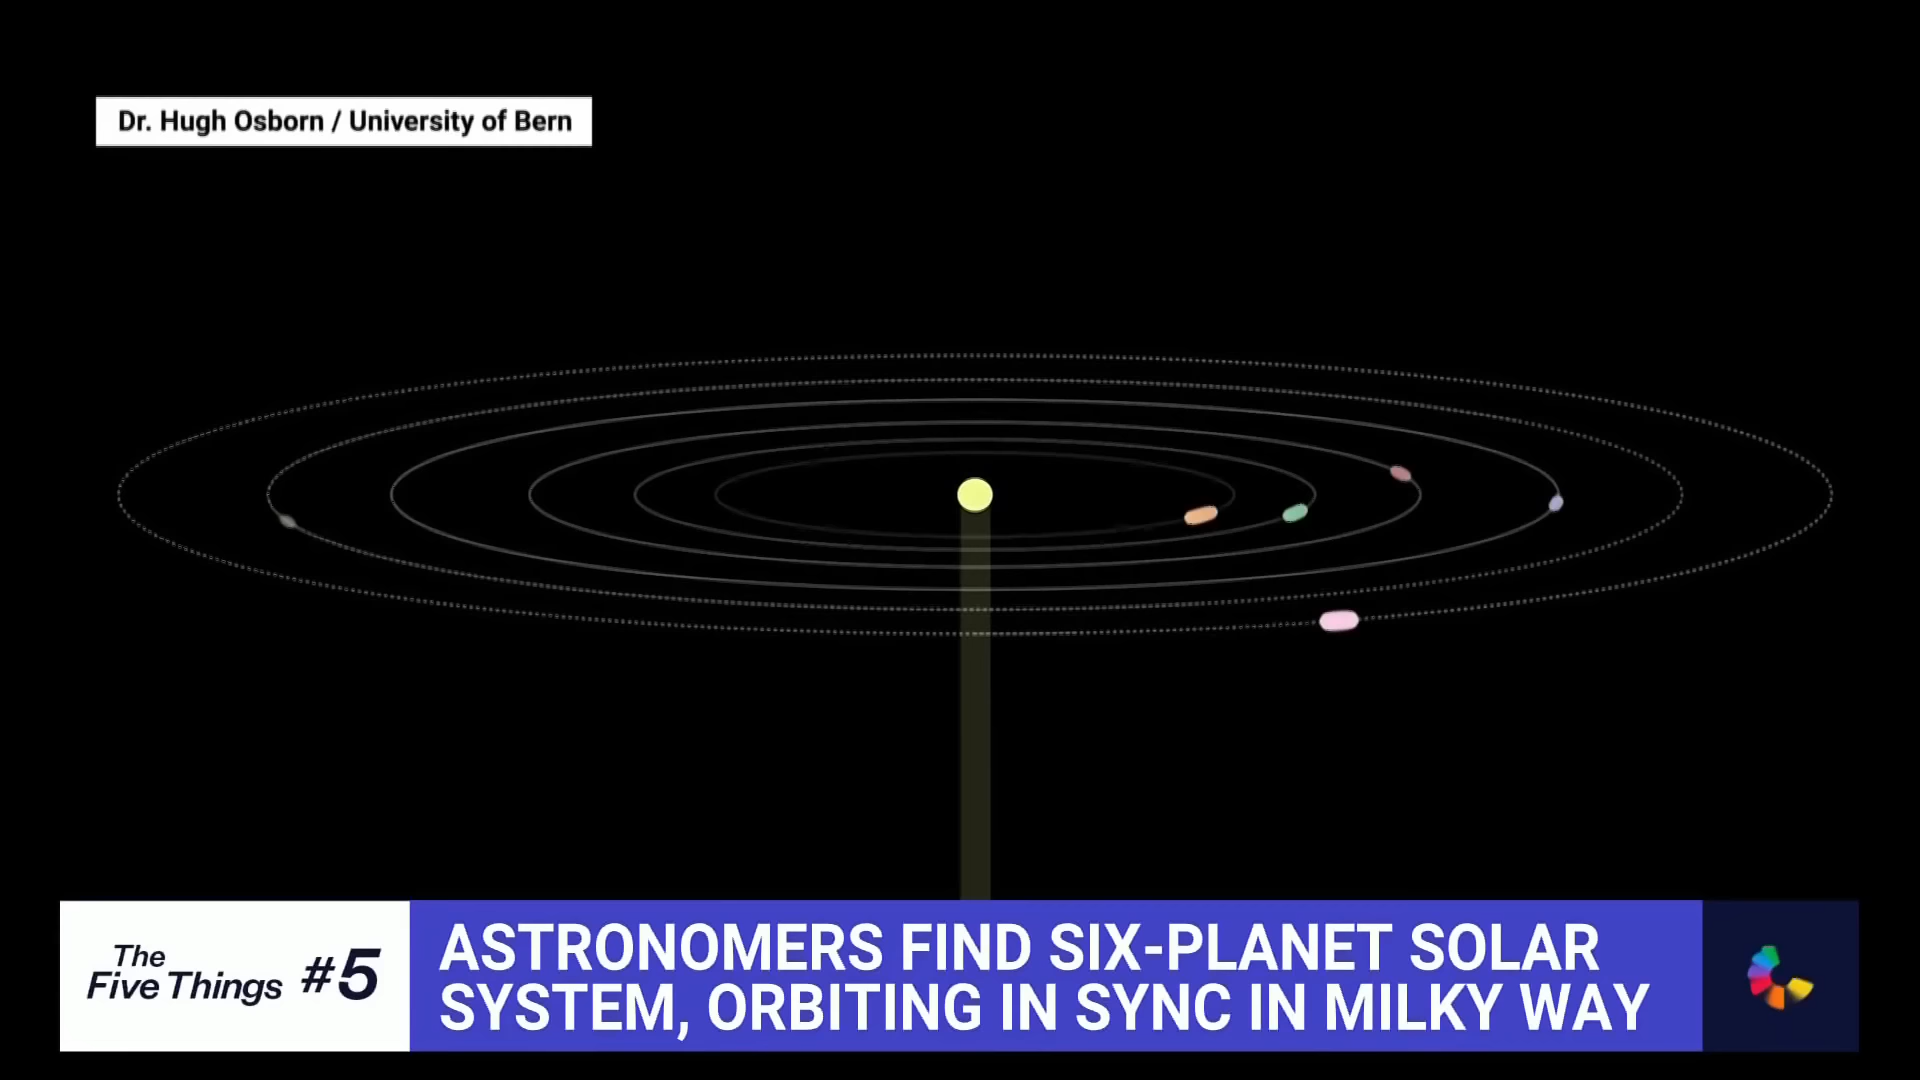 Dr. Hugh Osborn / University of Bern
The
Five Things #5
ASTRONOMERS FIND SIX-PLANET SOLAR
SYSTEM, ORBITING IN SYNC IN MILKY WAY